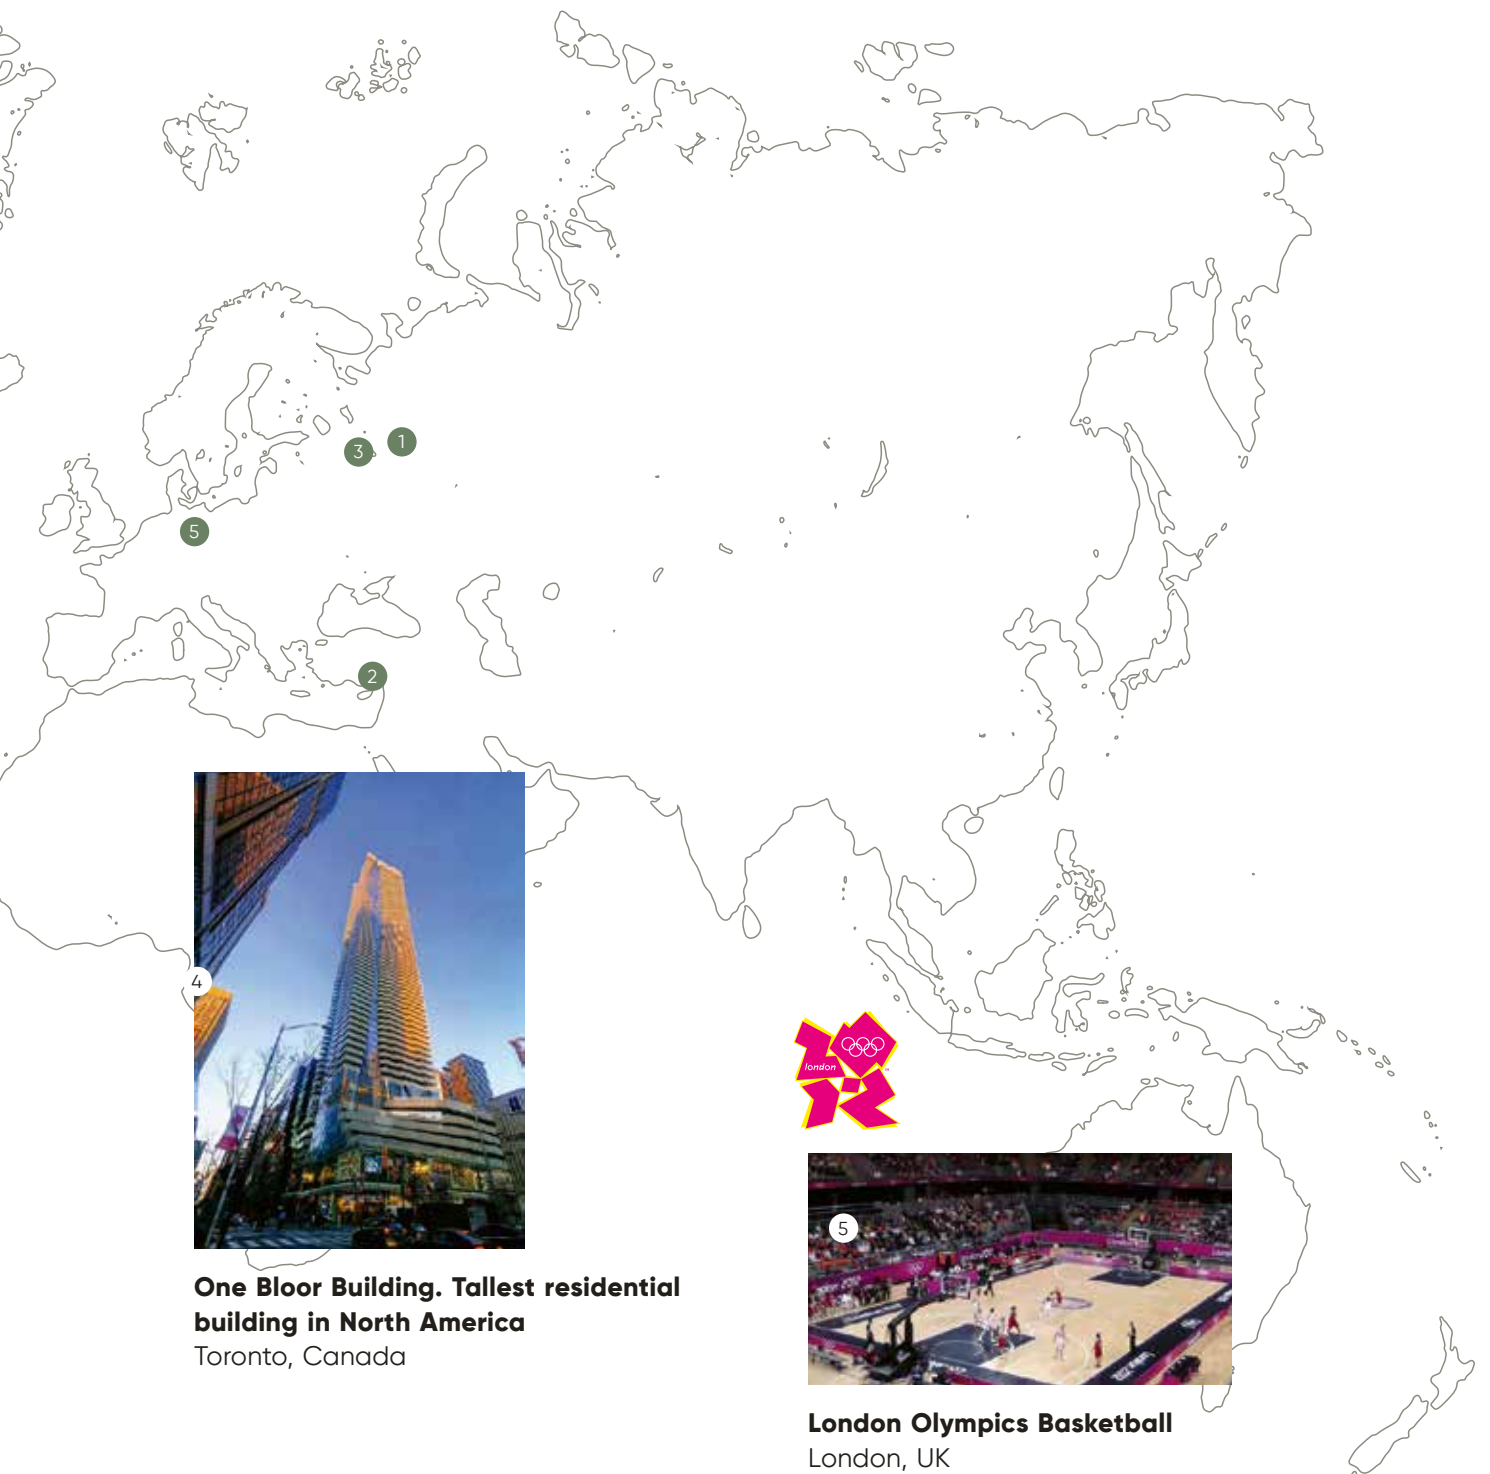 1
3
5
2
4
london
5
One Bloor Building. Tallest residential
building in North America
Toronto, Canada
London Olympics Basketball
London, UK